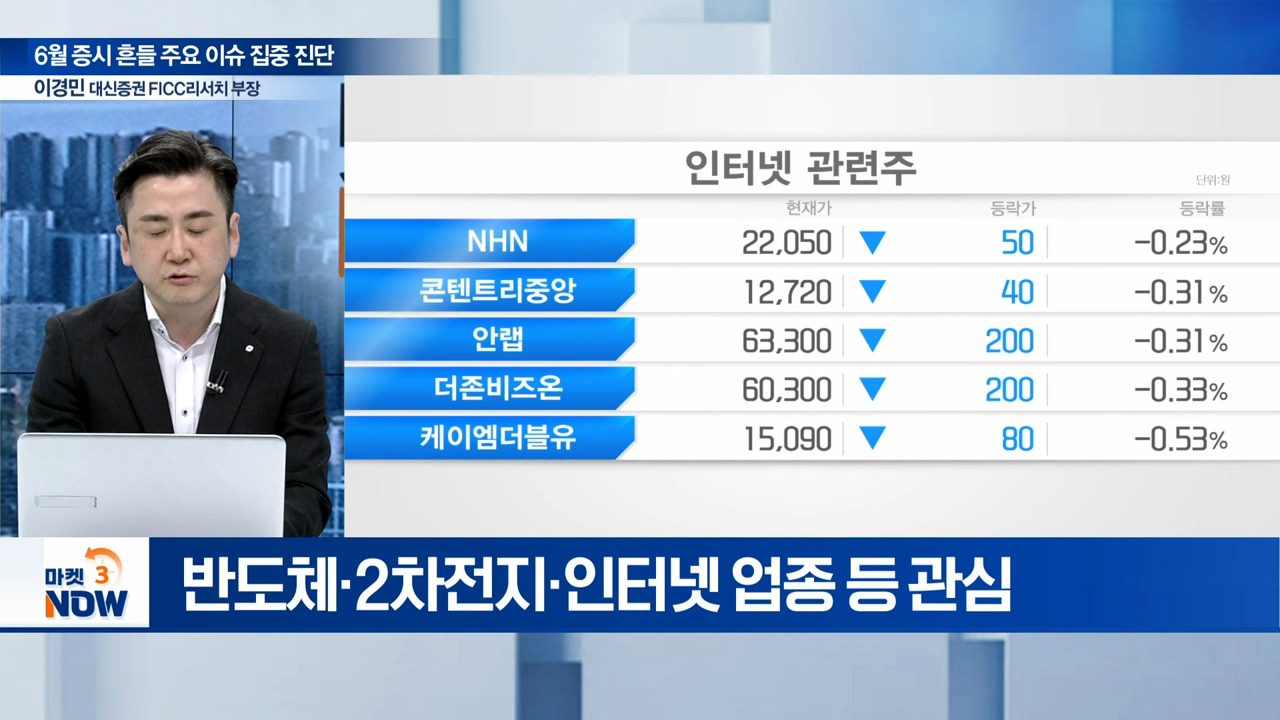 6월 증시 흔들 주요 이슈 집중 진단
이경민 대신증권 FICC리서치 부장
인터넷 관련주
단위:원
현재가 등락가 등락률
NHN 22,050 ▼ 50 -0.23%
콘텐트리중앙 12,720 ▼ 40 -0.31%
안랩 63,300 ▼ 200 -0.31%
더존비즈온 60,300 ▼ 200 -0.33%
케이엠더블유 15,090 ▼ 80 -0.53%
마켓 3
NOW
반도체·2차전지·인터넷 업종 등 관심